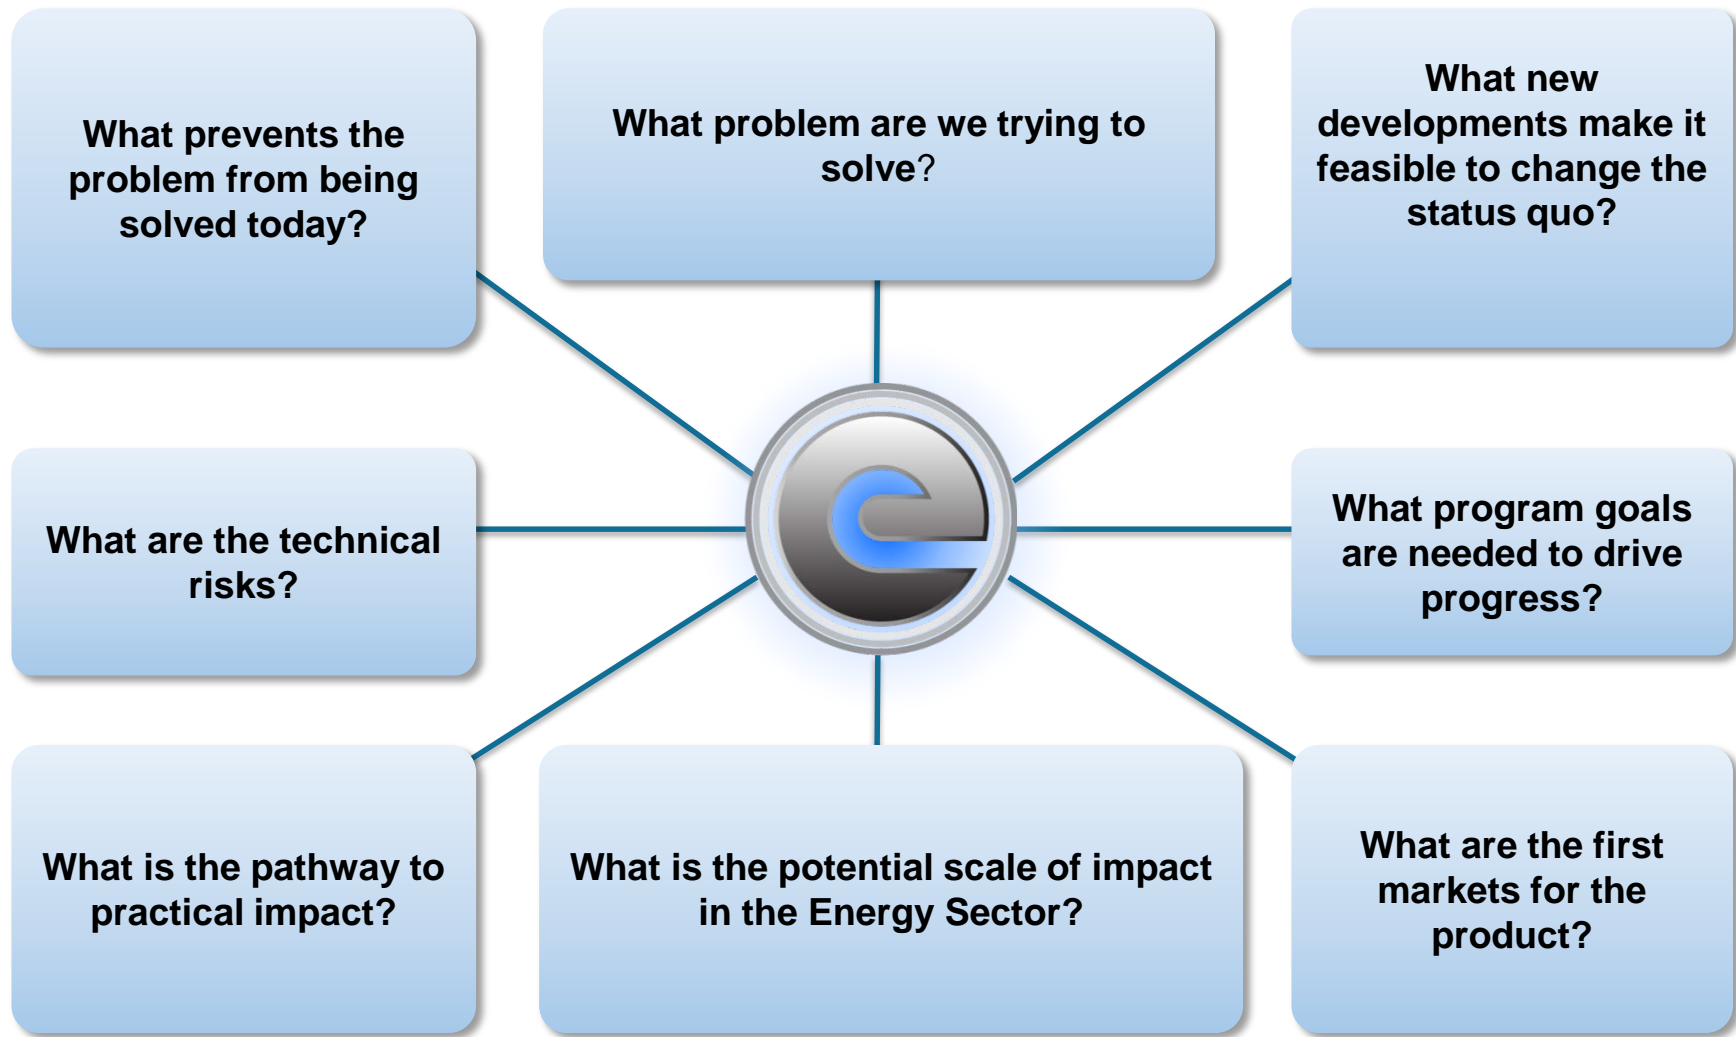 What prevents the
problem from being
solved today?
What problem are we trying to
solve?
What new
developments make it
feasible to change the
status quo?
What are the technical
risks?
What program goals
are needed to drive
progress?
What is the pathway to
practical impact?
What is the potential scale of impact
in the Energy Sector?
What are the first
markets for the
product?